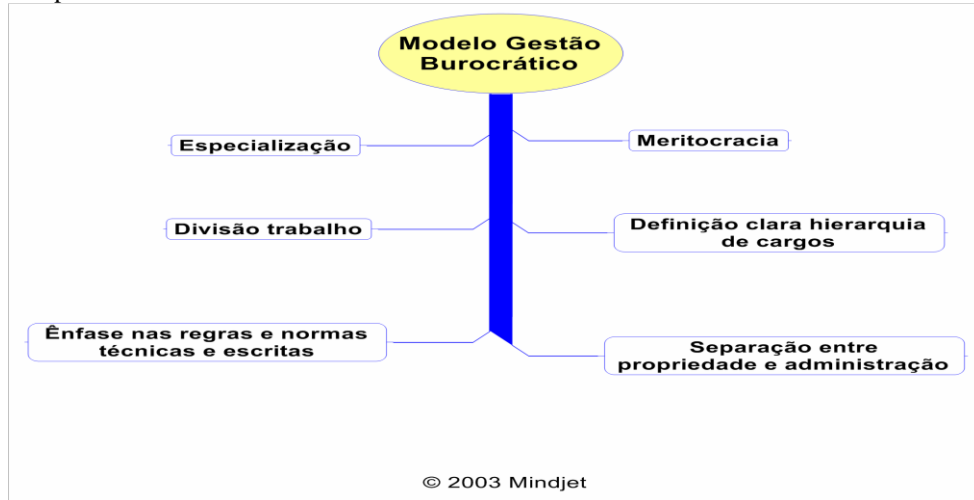 Modelo Gestão
Burocrático
Especialização
Meritocracia
Divisão trabalho
Definição clara hierarquia
de cargos
Ênfase nas regras e normas
técnicas e escritas
Separação entre
propriedade e administração
© 2003 Mindjet